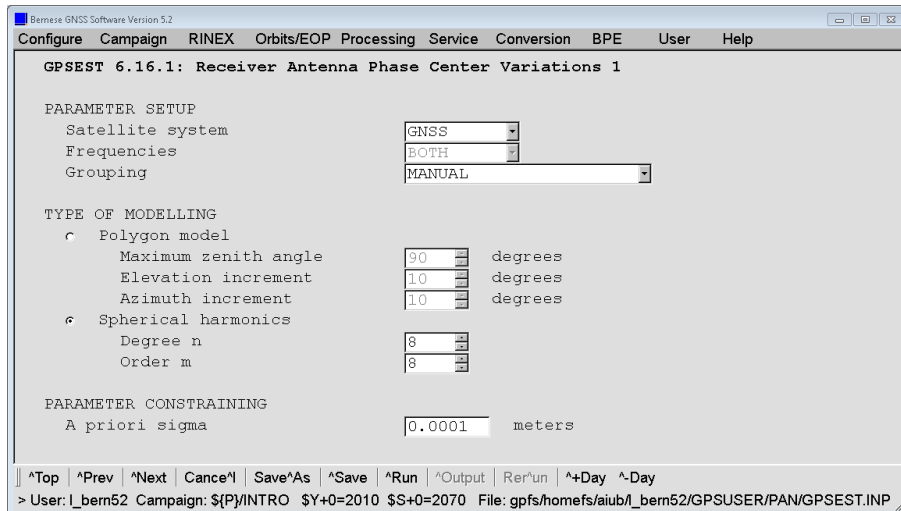 Bernese GNSS Software Version 5.2
Configure Campaign RINEX Orbits/EOP Processing Service Conversion BPE User Help
GPSEST 6.16.1: Receiver Antenna Phase Center Variations 1
PARAMETER SETUP
Satellite system GNSS
Frequencies BOTH
Grouping MANUAL
TYPE OF MODELLING
Polygon model
Maximum zenith angle 90 degrees
Elevation increment 10 degrees
Azimuth increment 10 degrees
Spherical harmonics
Degree n 8
Order m 8
PARAMETER CONSTRAINING
A priori sigma 0.0001 meters
^Top | ^Prev | ^Next | Cance^l | Save^As | ^Save | ^Run | ^Output | Rer^un | ^+Day ^-Day
> User: l_bern52 Campaign: ${P}/INTRO $Y+0=2010 $S+0=2070 File: gpfs/homefs/aiub/l_bern52/GPSUSER/PAN/GPSEST.INP